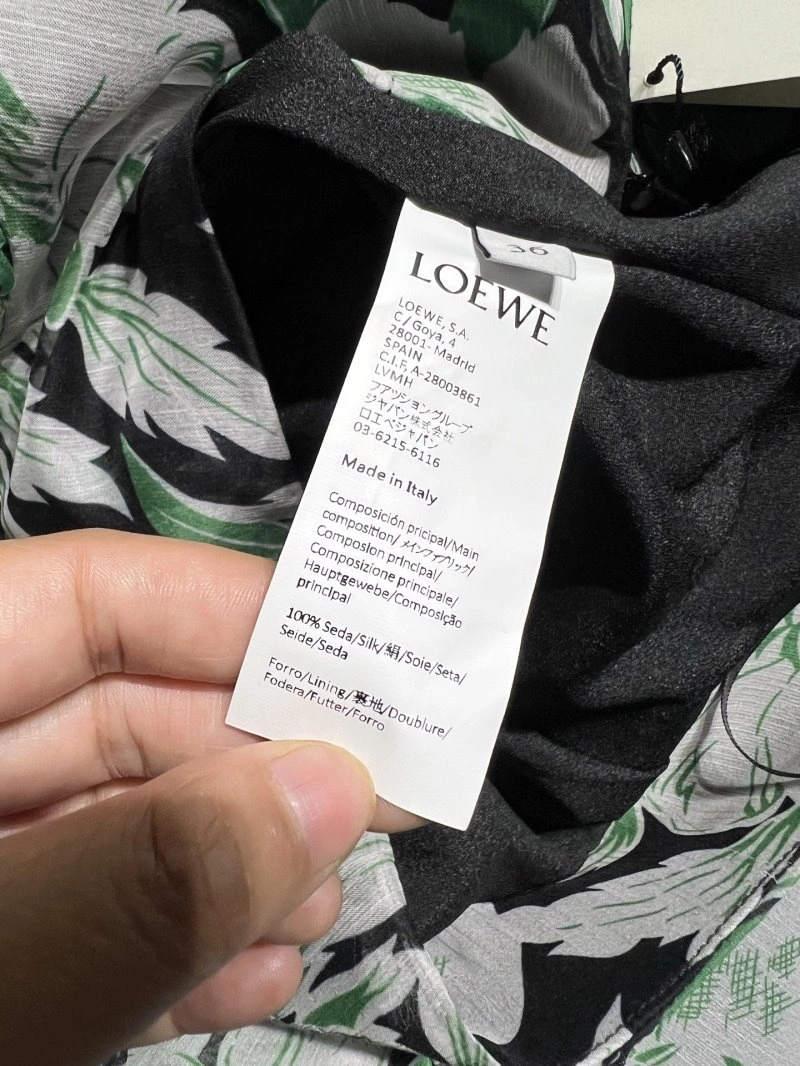 36
LOEWE
LOEWE, S.A.
C/Goya, 4
28001- Madrid
SPAIN
C.I.F, A-28003861
LVMH
ファッショングループ
ジャパン株式会社
ロエベジャパン
03-6215-6116
Made in Italy
Composición pricipal/Main
composition/メインファブリック/
Composion principal/
Composizione principale/
Hauptgewebe/Composição
principal
100% Seda/Silk/絹/Soie/Seta/
Seide/Seda
Forro/Lining/裏地/Doublure/
Fodera/Futter/Forro